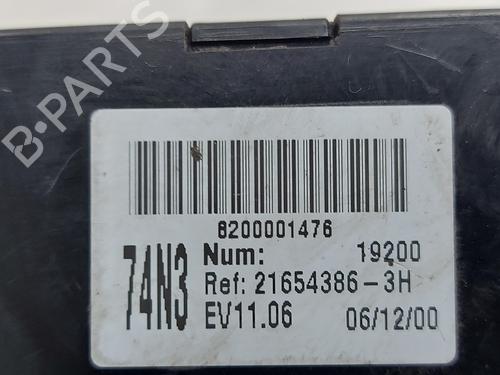 B-PARTS
8200001476
74N3
Num: 19200
Ref: 21654386-3H
EV11.06 06/12/00